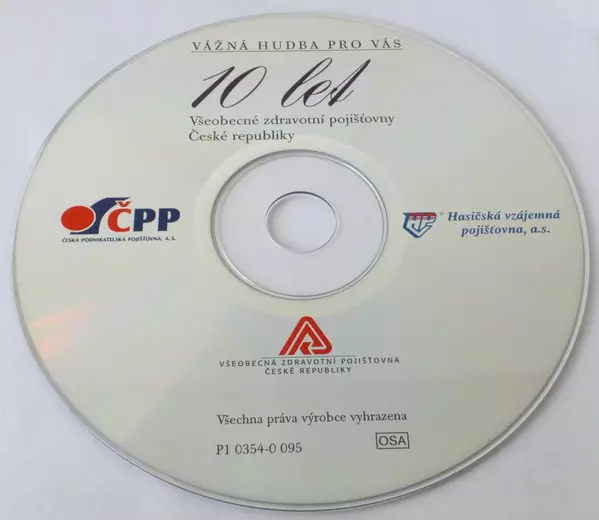 VÁŽNÁ HUDBA PRO VÁS
10 let
Všeobecné zdravotní pojišťovny
České republiky
ČPP
ČESKÁ PODNIKATELSKÁ POJIŠŤOVNA, A.S.
HVP ®
Hasičská vzájemná
pojišťovna, a.s.
VŠEOBECNÁ ZDRAVOTNÍ POJIŠŤOVNA
ČESKÉ REPUBLIKY
Všechna práva výrobce vyhrazena
P1 0354-0 095
OSA